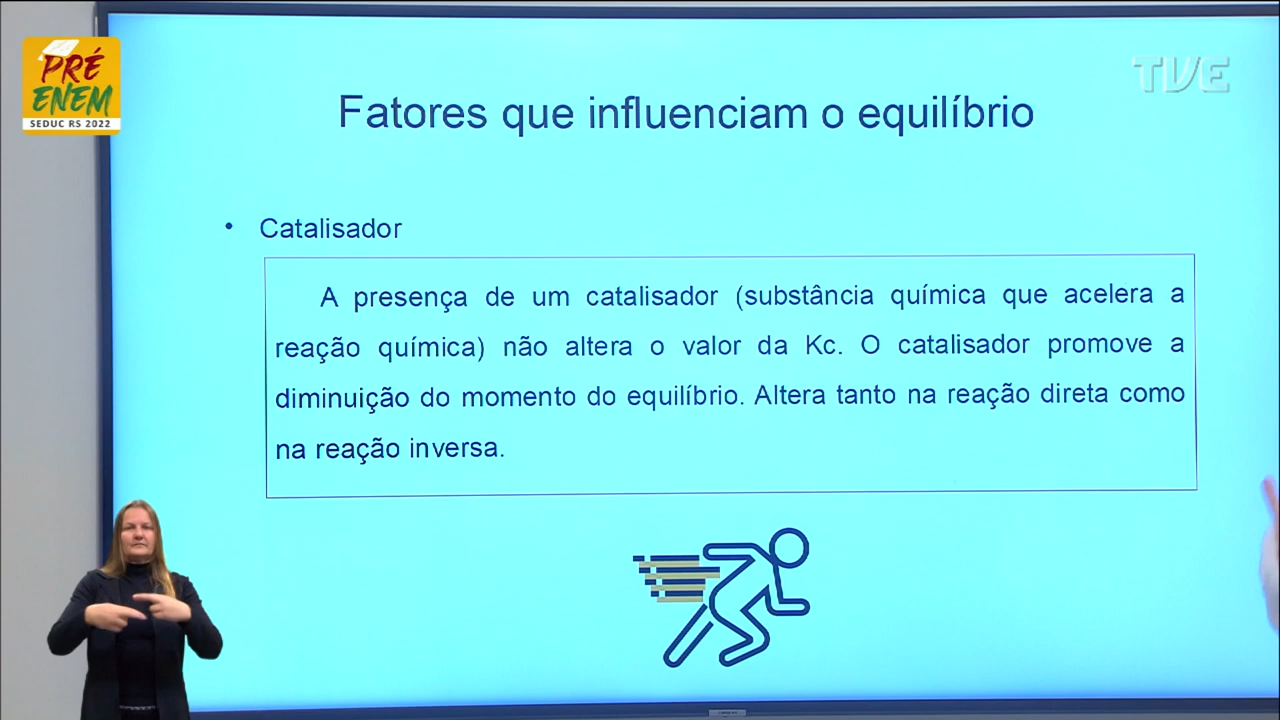 PRÉ
ENEM
SEDUC RS 2022
TVE
Fatores que influenciam o equilíbrio
• Catalisador
A presença de um catalisador (substância química que acelera a
reação química) não altera o valor da Kc. O catalisador promove a
diminuição do momento do equilíbrio. Altera tanto na reação direta como
na reação inversa.